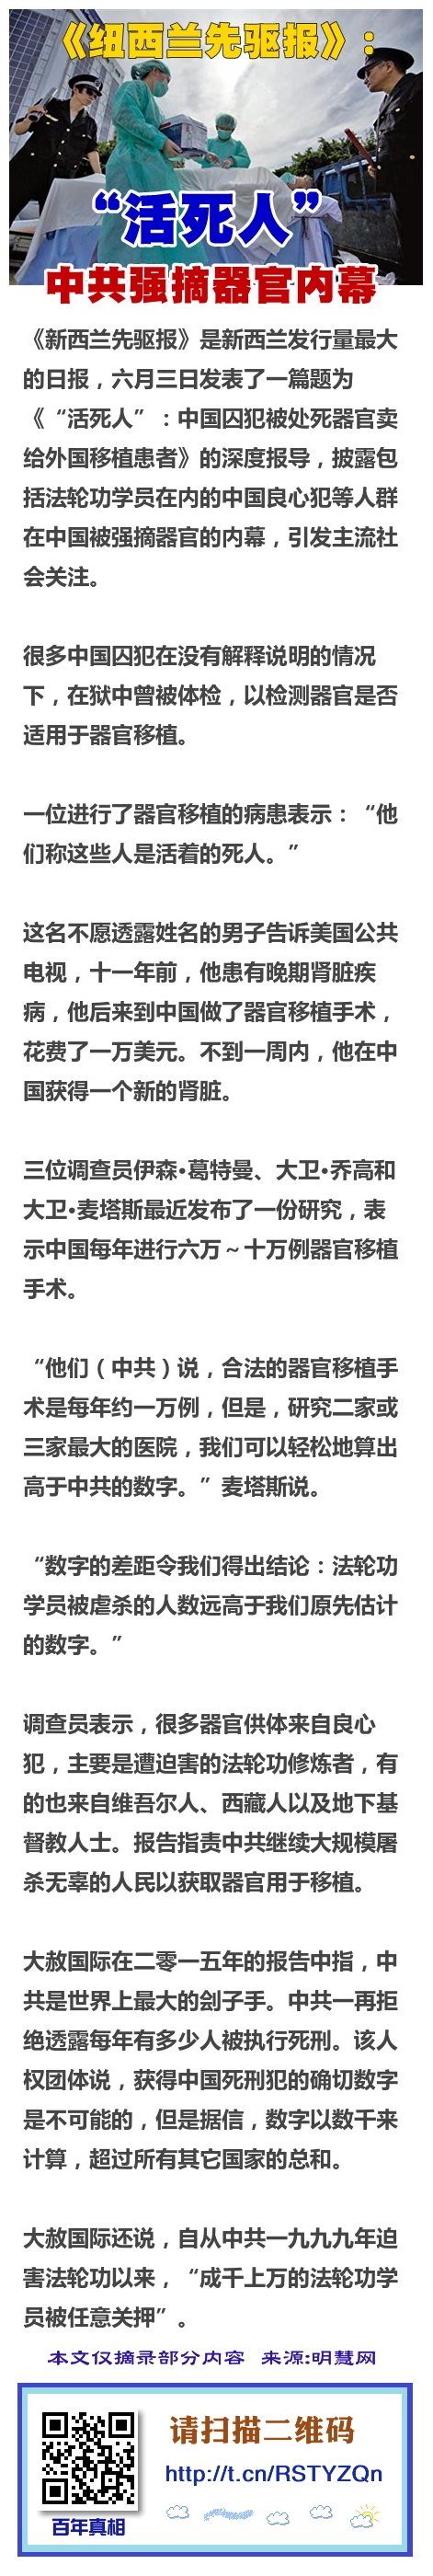 《纽西兰先驱报》：
“活死人”
中共强摘器官内幕
《新西兰先驱报》是新西兰发行量最大
的日报，六月三日发表了一篇题为
《“活死人”：中国囚犯被处死器官卖
给外国移植患者》的深度报导，披露包
括法轮功学员在内的中国良心犯等人群
在中国被强摘器官的内幕，引发主流社
会关注。
很多中国囚犯在没有解释说明的情况
下，在狱中曾被体检，以检测器官是否
适用于器官移植。
一位进行了器官移植的病患表示：“他
们称这些人是活着的死人。”
这名不愿透露姓名的男子告诉美国公共
电视，十一年前，他患有晚期肾脏疾
病，他后来到中国做了器官移植手术，
花费了一万美元。不到一周内，他在中
国获得一个新的肾脏。
三位调查员伊森·葛特曼、大卫·乔高和
大卫·麦塔斯最近发布了一份研究，表
示中国每年进行六万～十万例器官移植
手术。
“他们（中共）说，合法的器官移植手
术是每年约一万例，但是，研究二家或
三家最大的医院，我们可以轻松地算出
高于中共的数字。”麦塔斯说。
“数字的差距令我们得出结论：法轮功
学员被虐杀的人数远高于我们原先估计
的数字。”
调查员表示，很多器官供体来自良心
犯，主要是遭迫害的法轮功修炼者，有
的也来自维吾尔人、西藏人以及地下基
督教人士。报告指责中共继续大规模屠
杀无辜的人民以获取器官用于移植。
大赦国际在二零一五年的报告中指，中
共是世界上最大的刽子手。中共一再拒
绝透露每年有多少人被执行死刑。该人
权团体说，获得中国死刑犯的确切数字
是不可能的，但是据信，数字以数千来
计算，超过所有其它国家的总和。
大赦国际还说，自从中共一九九九年迫
害法轮功以来，“成千上万的法轮功学
员被任意关押”。
本文仅摘录部分内容 来源:明慧网
请扫描二维码
http://t.cn/RSTYZQn
百年真相